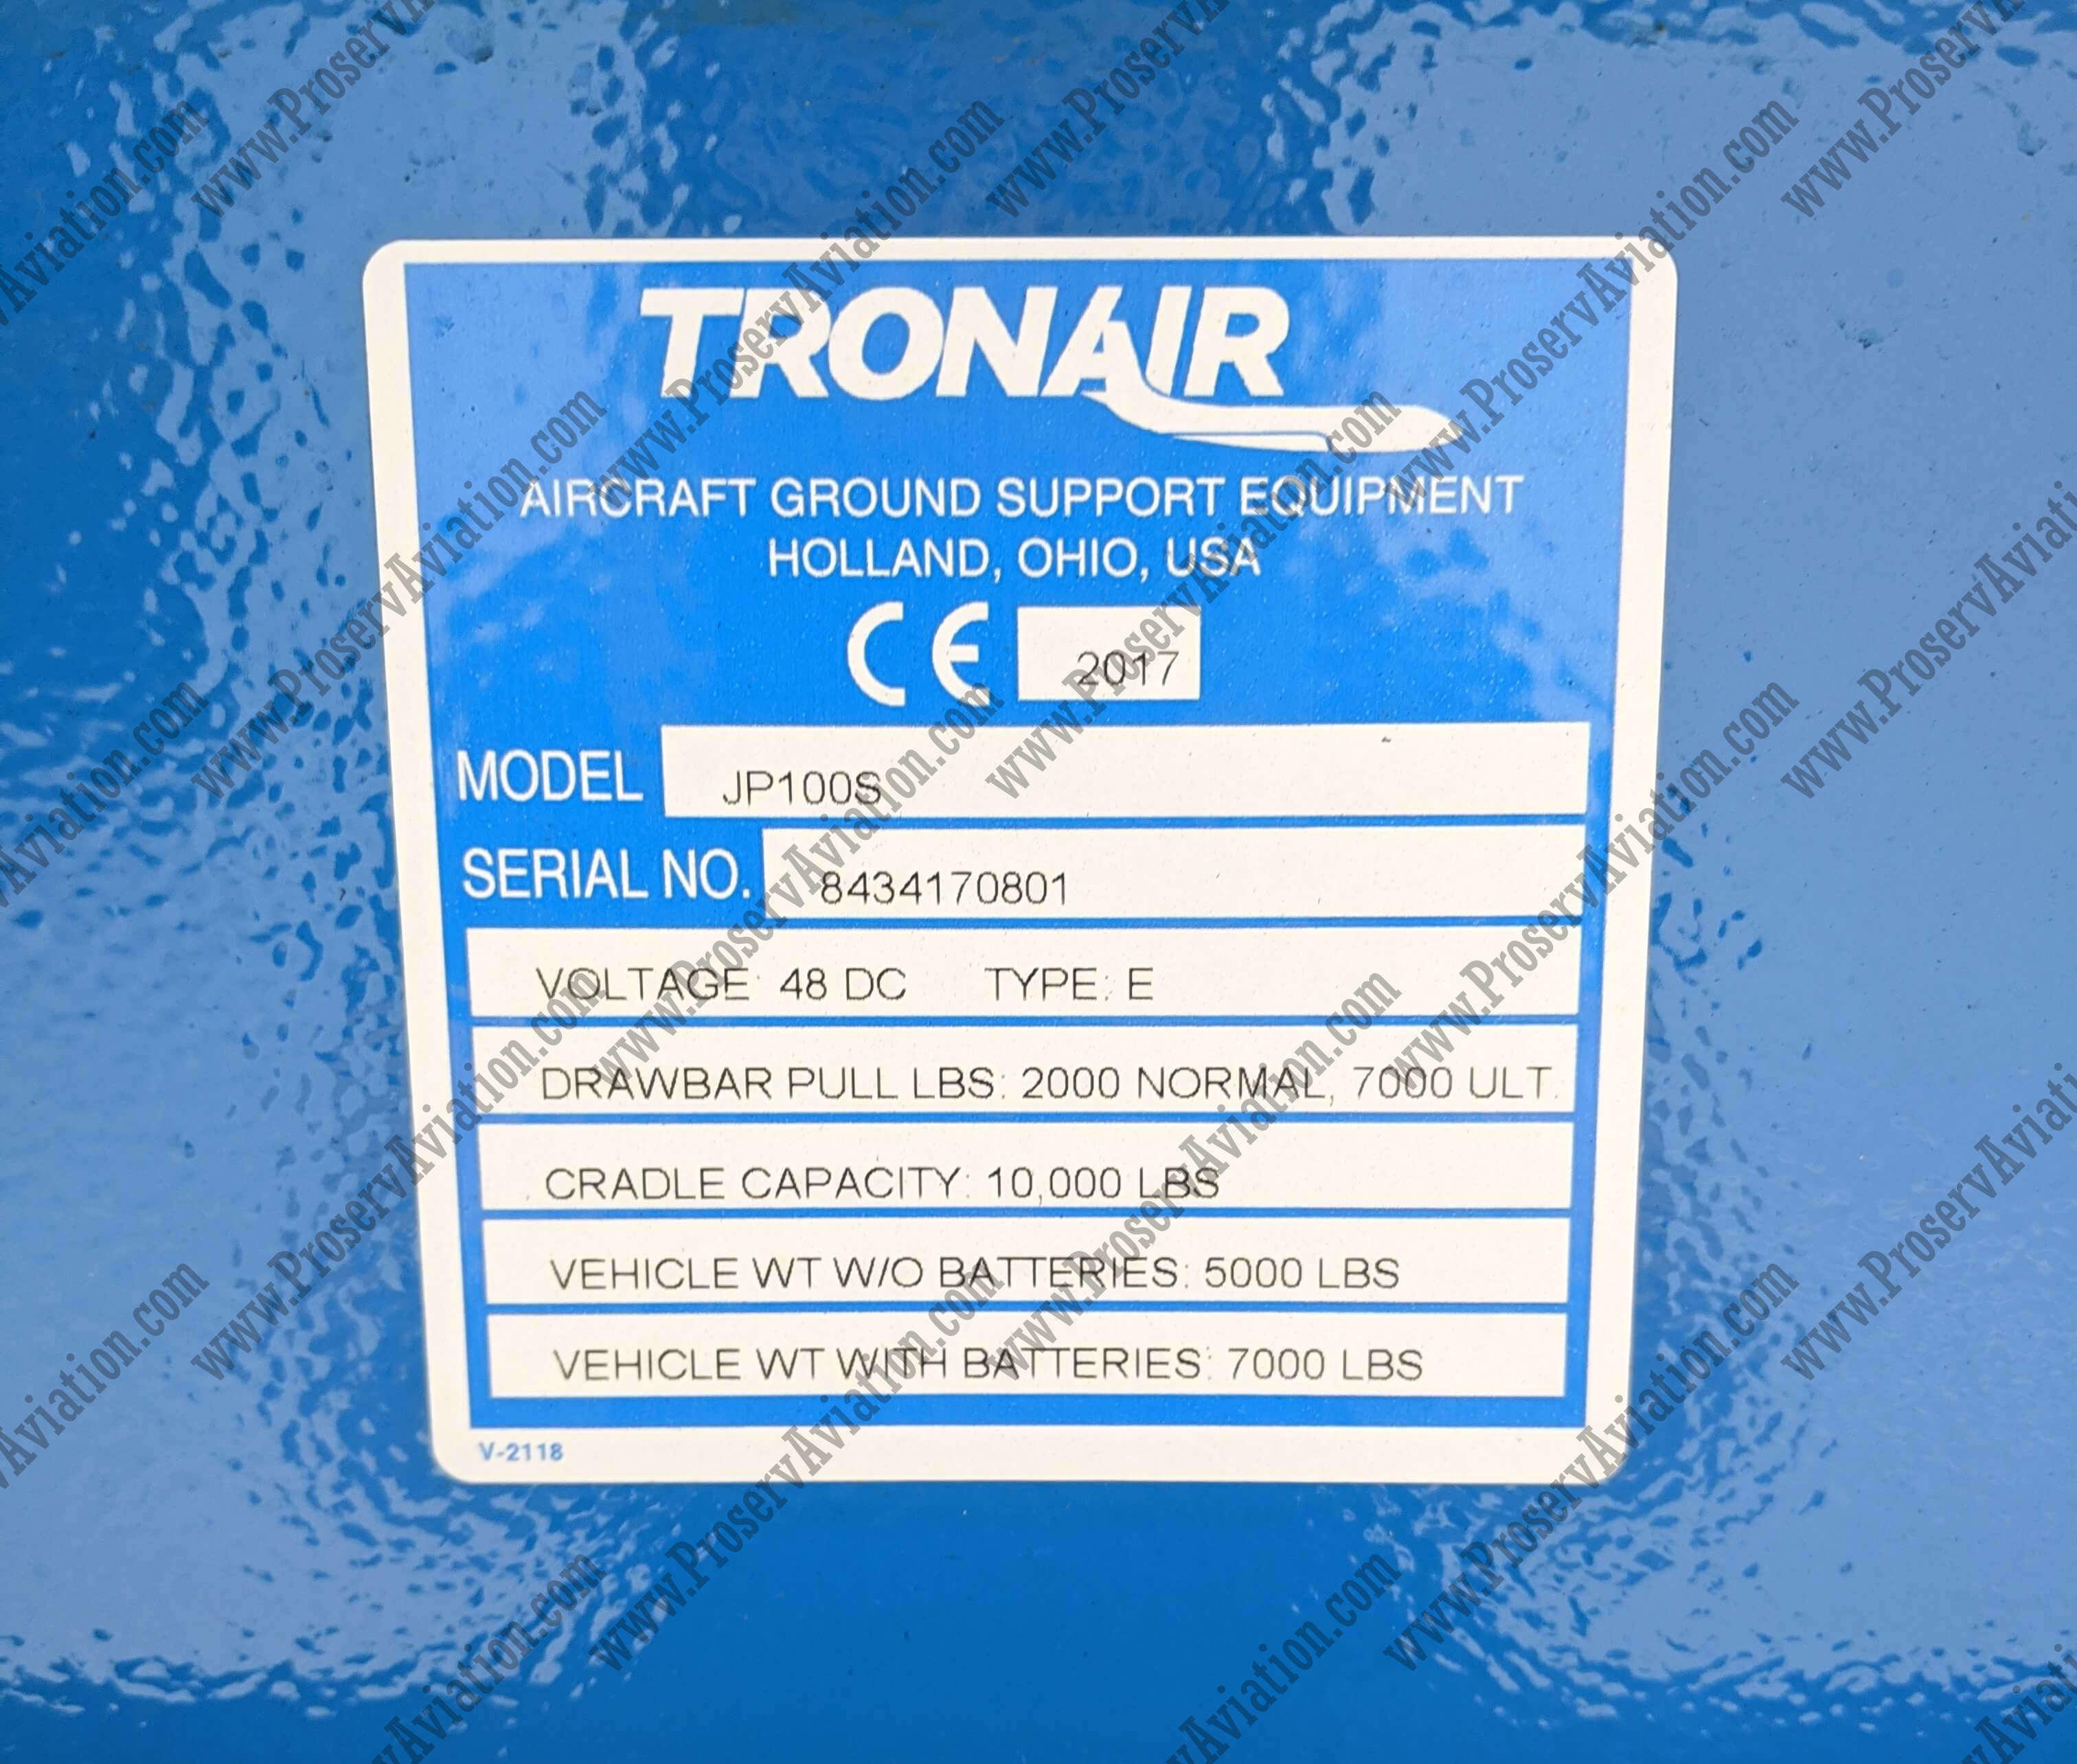 TRONAIR
AIRCRAFT GROUND SUPPORT EQUIPMENT
HOLLAND, OHIO, USA
CE 2017
MODEL JP100S
SERIAL NO. 8434170801
VOLTAGE: 48 DC TYPE: E
DRAWBAR PULL LBS: 2000 NORMAL, 7000 ULT.
CRADLE CAPACITY: 10,000 LBS
VEHICLE WT W/O BATTERIES: 5000 LBS
VEHICLE WT WITH BATTERIES: 7000 LBS
V-2118
www.ProservAviation.com